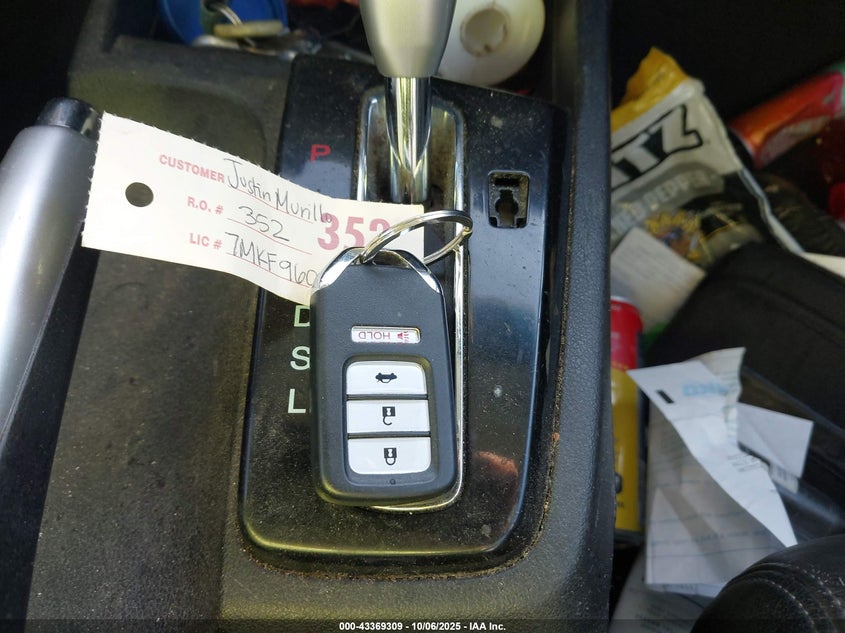 P
CUSTOMER Justin Murillo
R.O. # 352
352
LIC # 7MKF960
D
S
L
HOLD
000-43369309 - 10/06/2025 - IAA Inc.